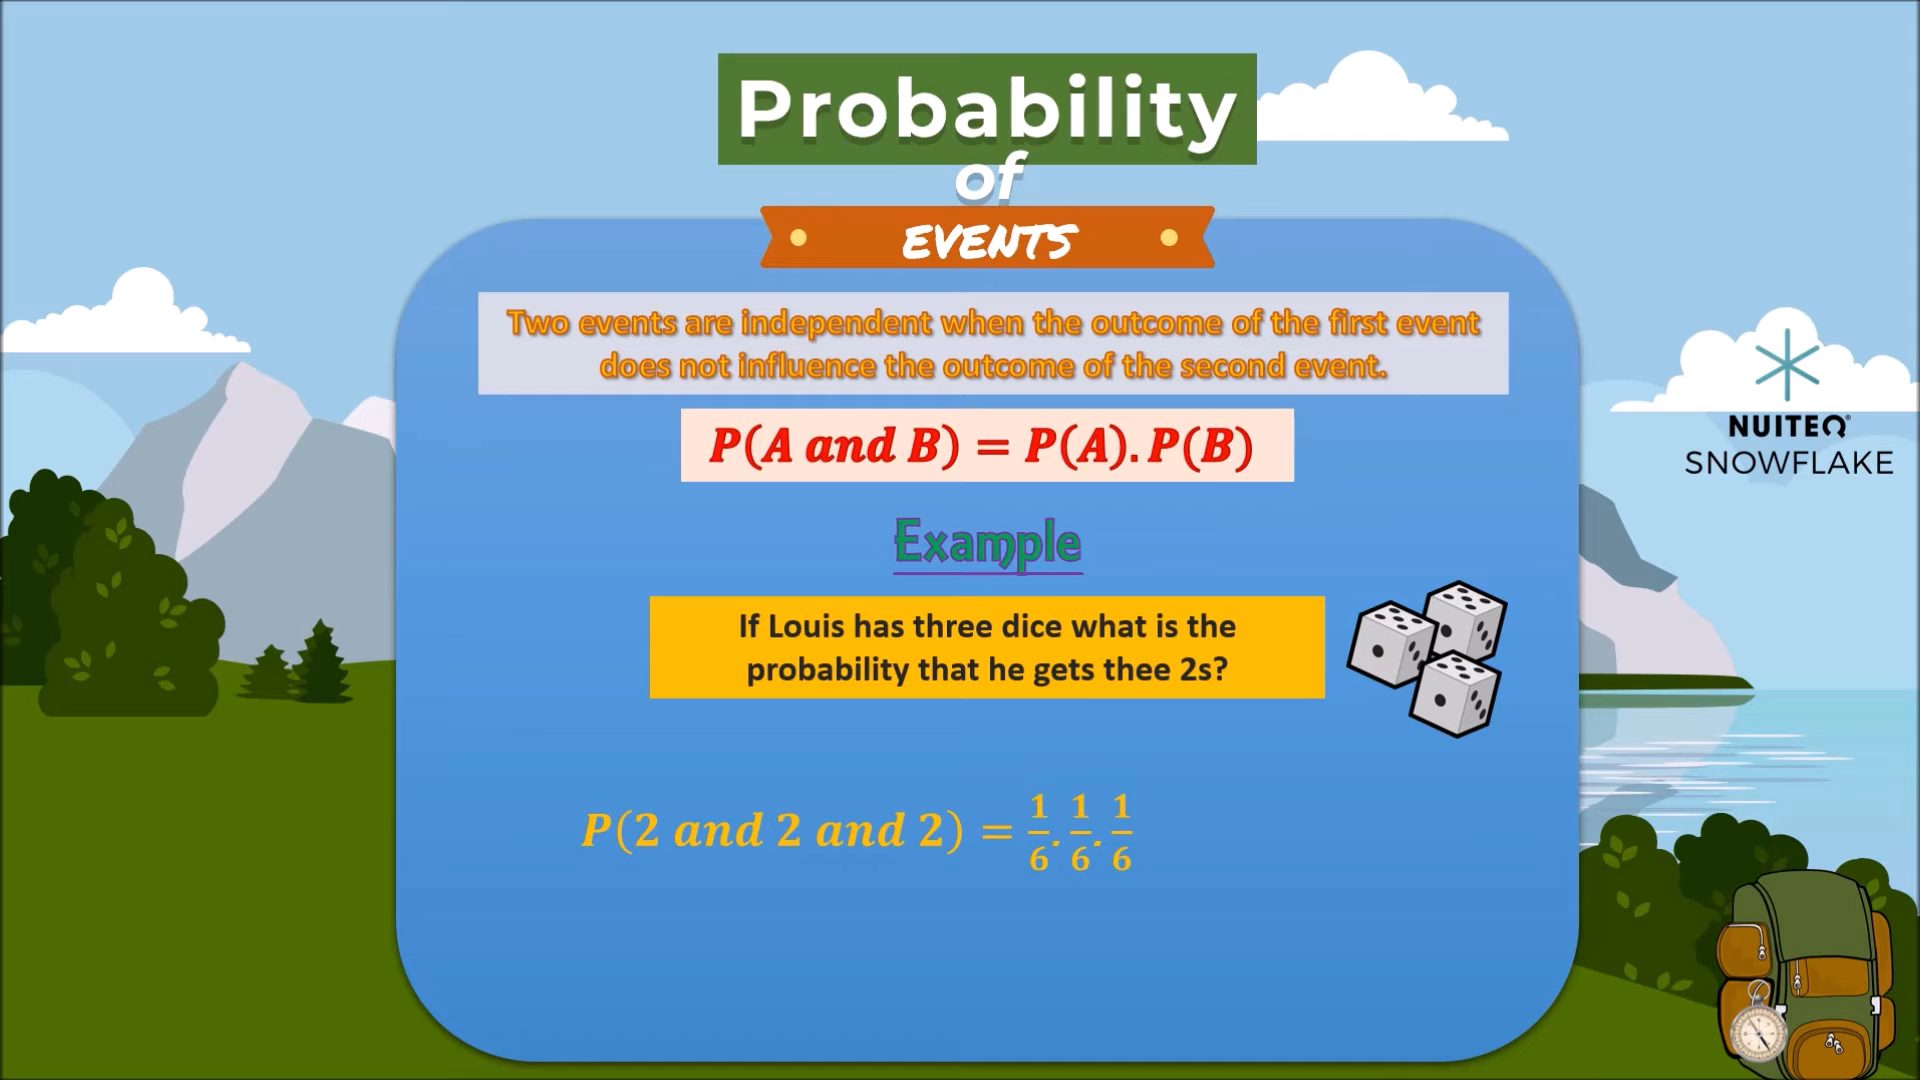 Probability
of
EVENTS
Two events are independent when the outcome of the first event
does not influence the outcome of the second event.
P(A and B) = P(A).P(B)
Example
If Louis has three dice what is the
probability that he gets thee 2s?
P(2 and 2 and 2) = 1/6 . 1/6 . 1/6
NUITEQ®
SNOWFLAKE